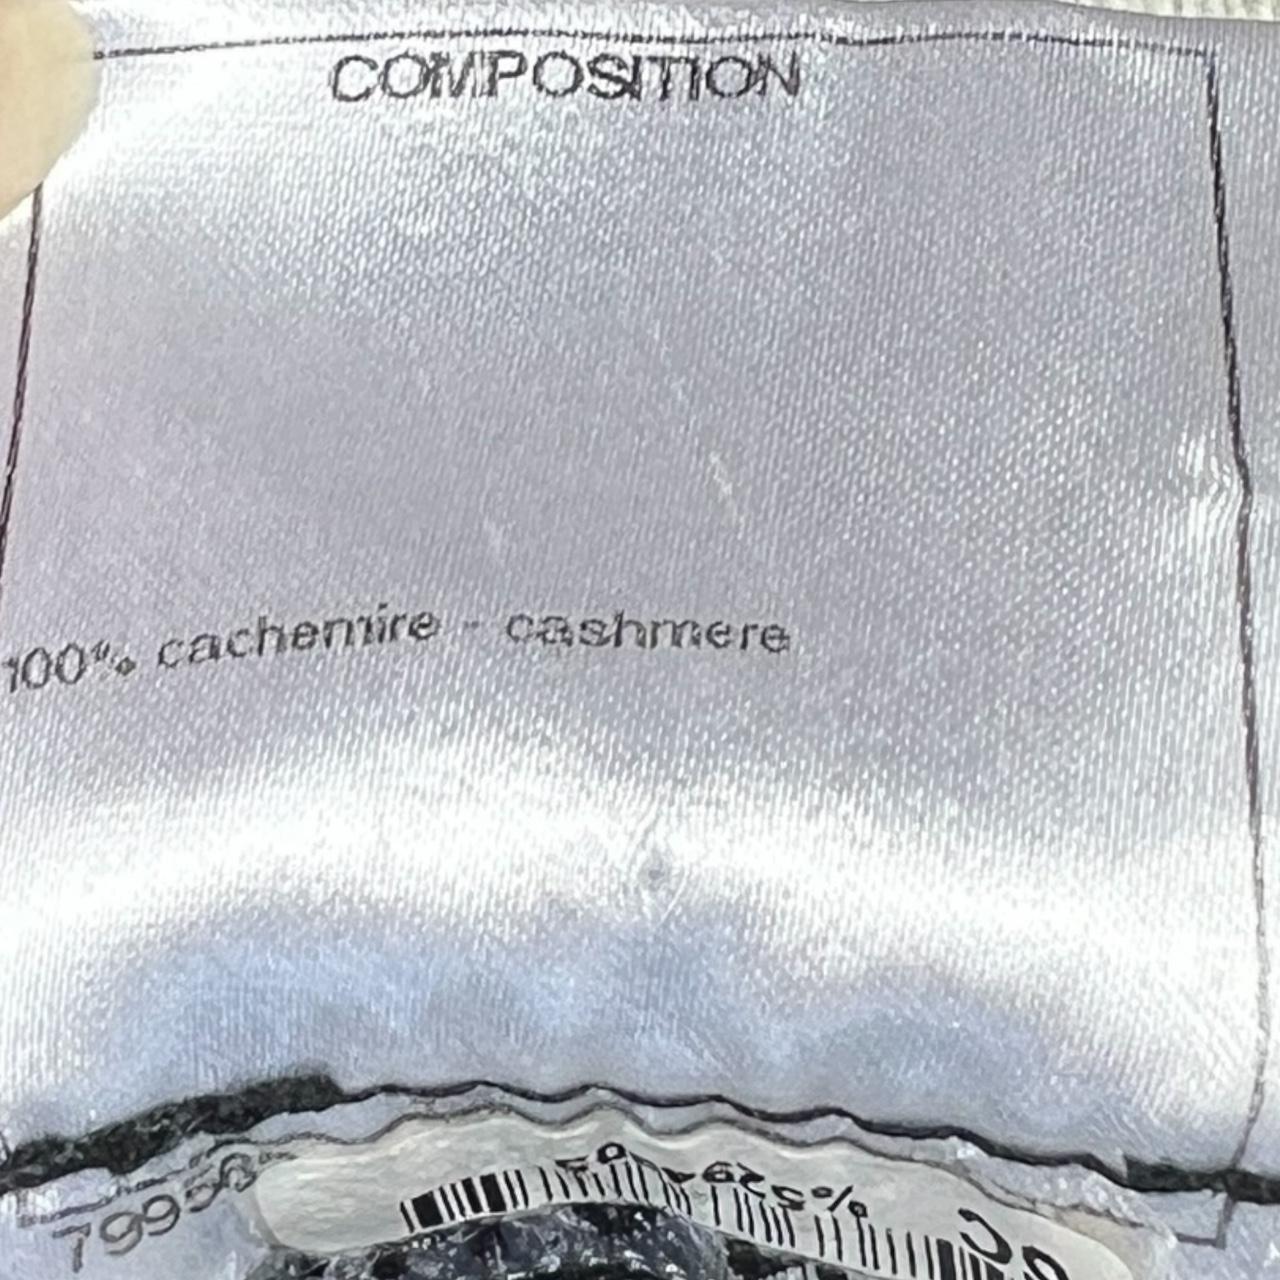 COMPOSITION
100% cachemire - cashmere